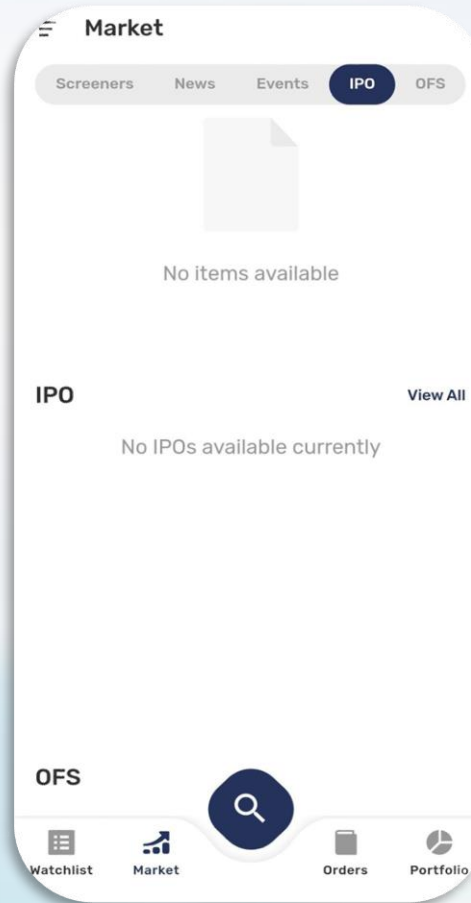 Market
Screeners News Events IPO OFS
No items available
IPO View All
No IPOs available currently
OFS
Watchlist Market Orders Portfolio